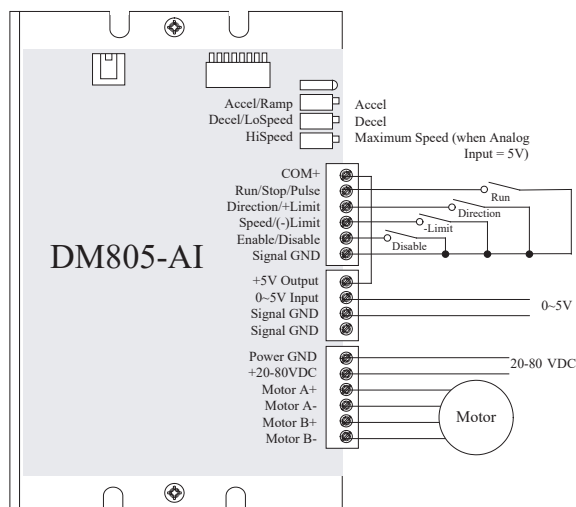 Accel/Ramp Accel
Decel/LoSpeed Decel
HiSpeed Maximum Speed (when Analog
Input = 5V)
COM+
Run/Stop/Pulse Run
Direction/+Limit Direction
Speed/(-)Limit -Limit
Enable/Disable Disable
Signal GND
DM805-AI
+5V Output
0~5V Input 0~5V
Signal GND
Signal GND
Power GND 20-80 VDC
+20-80VDC
Motor A+
Motor A-
Motor B+
Motor B-
Motor